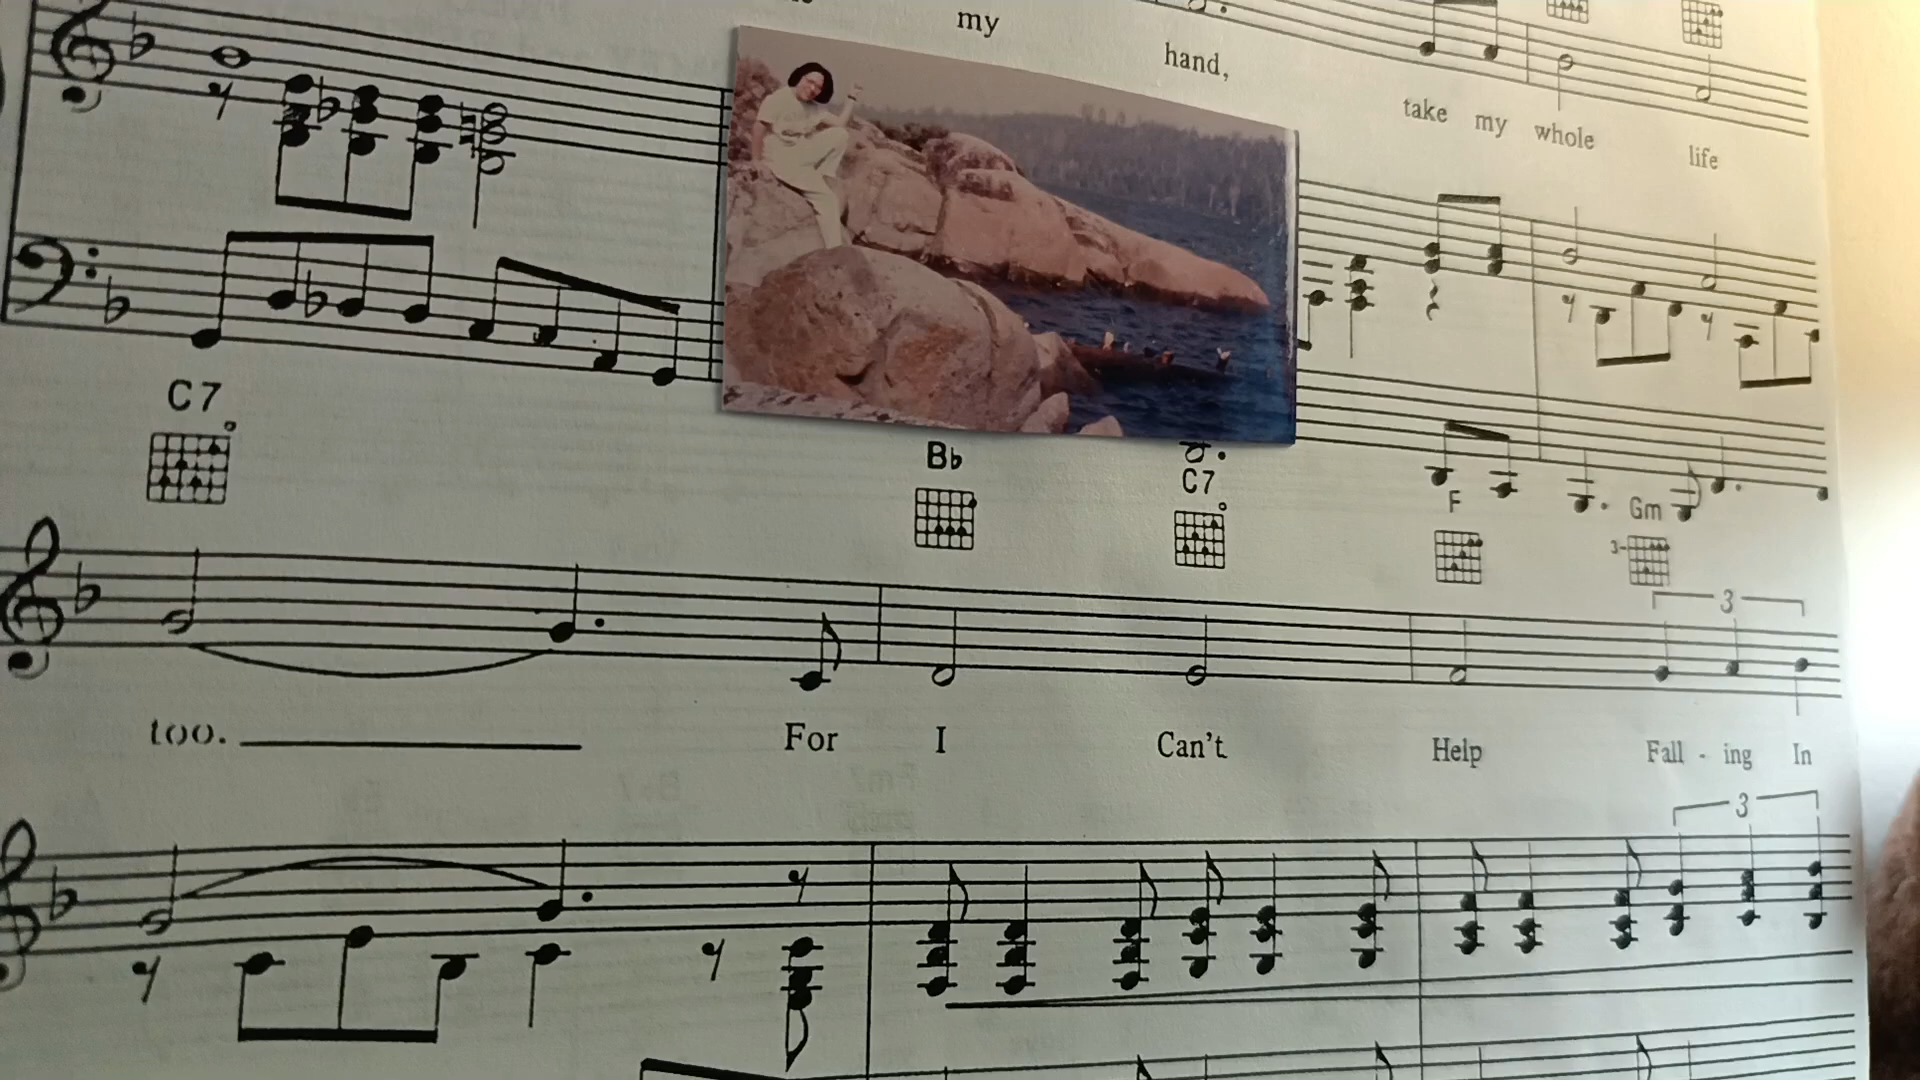 my hand, take my whole life
C7 Bb C7 F Gm
3-
3
too. For I Can't Help Fall - ing In
3